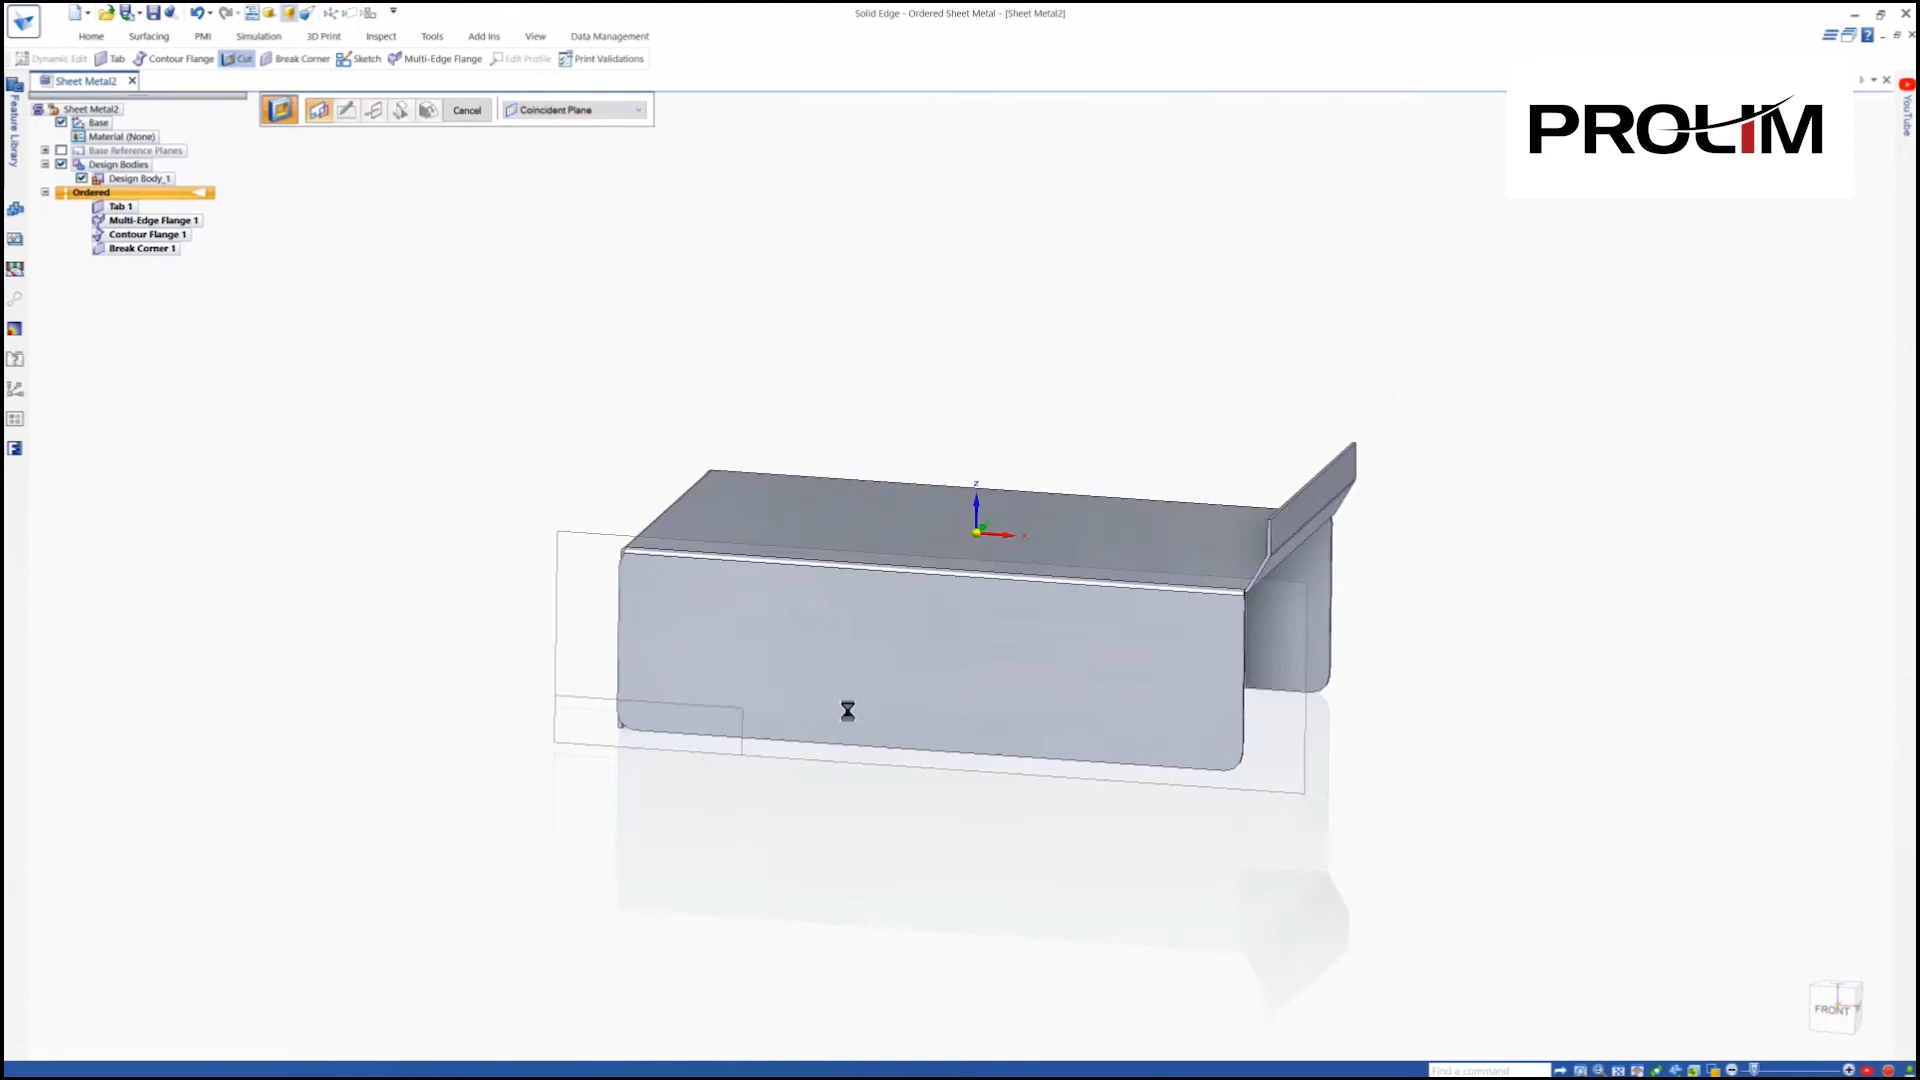 Solid Edge - Ordered Sheet Metal - [Sheet Metal2]
Home Surfacing PMI Simulation 3D Print Inspect Tools Add Ins View Data Management
Dynamic Edit Tab Contour Flange Cut Break Corner Sketch Multi-Edge Flange Edit Profile Print Validations
Sheet Metal2
Feature Library
YouTube
Sheet Metal2
Base
Material (None)
Base Reference Planes
Design Bodies
Design Body_1
Ordered
Tab 1
Multi-Edge Flange 1
Contour Flange 1
Break Corner 1
Cancel
Coincident Plane
PROLIM
z
x
FRONT
Find a command